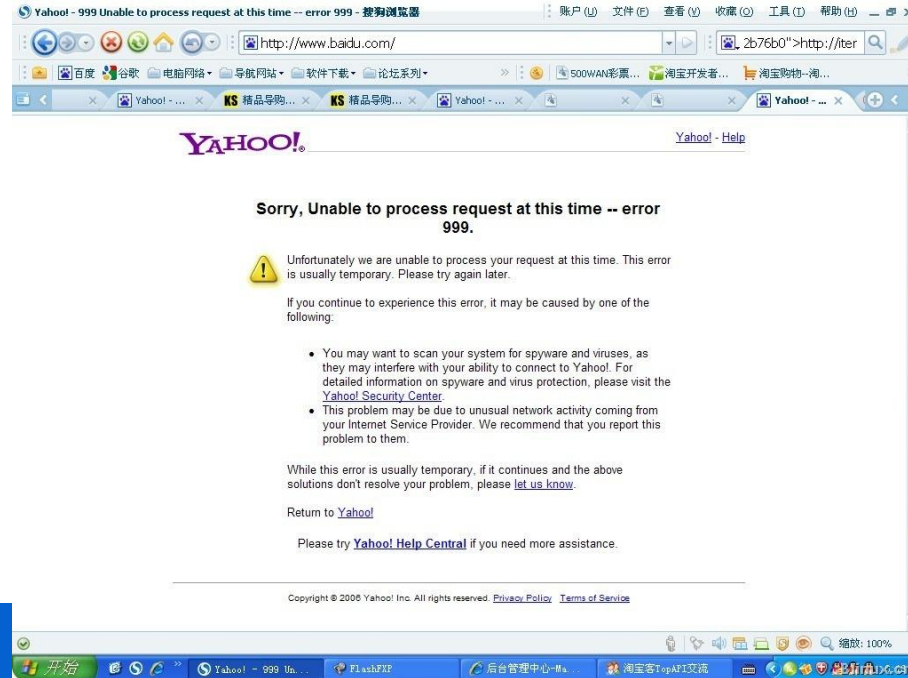 Yahoo! - 999 Unable to process request at this time -- error 999 - 搜狗浏览器 账户(U) 文件(F) 查看(V) 收藏(O) 工具(T) 帮助(H)
http://www.baidu.com/ 2b76b0">http://iter
百度 谷歌 电脑网络 导航网站 软件下载 论坛系列 » 500WAN彩票... 淘宝开发者... 淘宝购物--淘...
Yahoo! - ... KS 精品导购... KS 精品导购... Yahoo! - ... Yahoo! - ...
YAHOO!® Yahoo! - Help
Sorry, Unable to process request at this time -- error
999.
Unfortunately we are unable to process your request at this time. This error
is usually temporary. Please try again later.
If you continue to experience this error, it may be caused by one of the
following:
• You may want to scan your system for spyware and viruses, as
they may interfere with your ability to connect to Yahoo!. For
detailed information on spyware and virus protection, please visit the
Yahoo! Security Center.
• This problem may be due to unusual network activity coming from
your Internet Service Provider. We recommend that you report this
problem to them.
While this error is usually temporary, if it continues and the above
solutions don't resolve your problem, please let us know.
Return to Yahoo!
Please try Yahoo! Help Central if you need more assistance.
Copyright © 2006 Yahoo! Inc. All rights reserved. Privacy Policy Terms of Service
缩放: 100%
开始 » Yahoo! - 999 Un... FlashFXP 后台管理中心-Ma... 淘宝客TopAPI交流